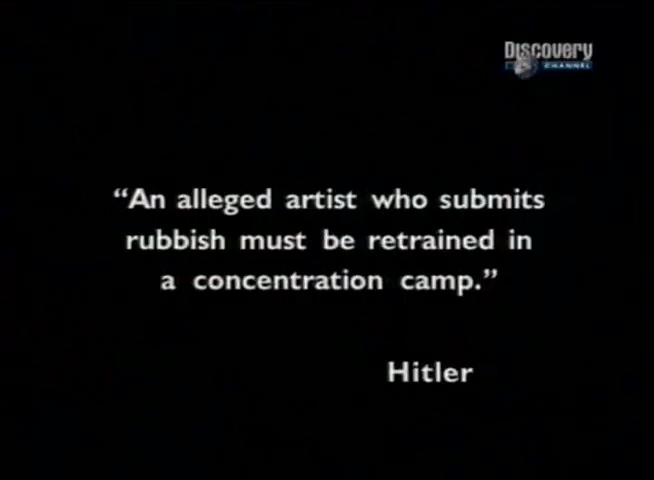 Discovery
CHANNEL
“An alleged artist who submits
rubbish must be retrained in
a concentration camp.”
Hitler